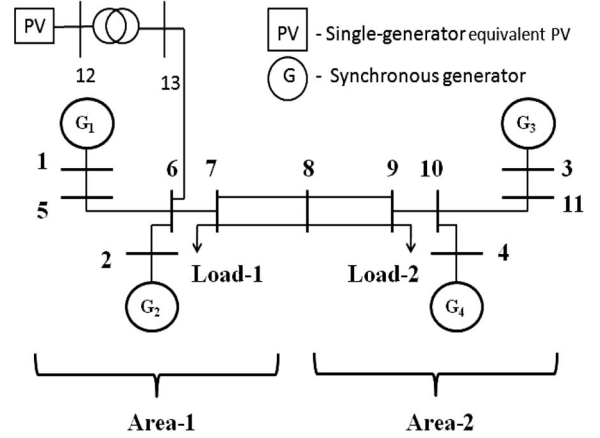 PV
12
13
PV - Single-generator equivalent PV
G - Synchronous generator
G1
G3
1
6
7
8
9
10
3
5
11
2
4
Load-1
Load-2
G2
G4
Area-1
Area-2